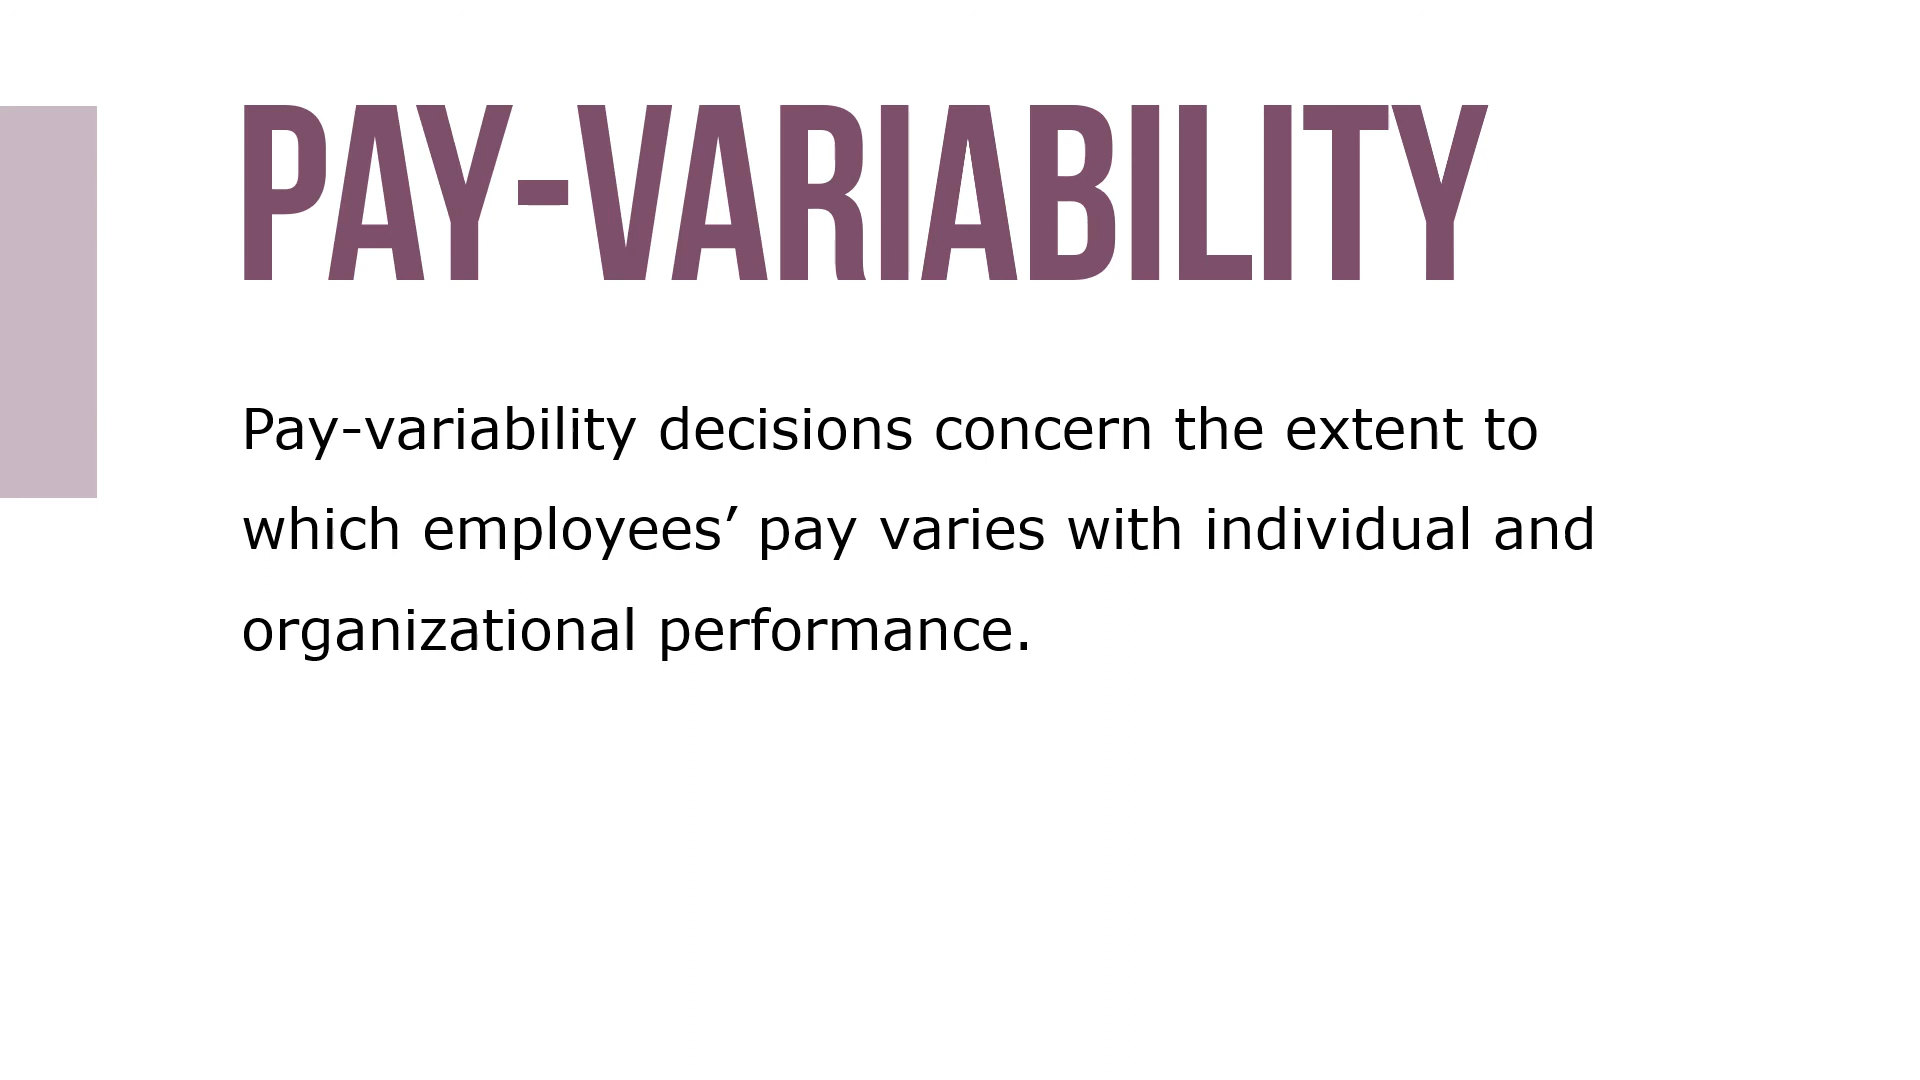 PAY-VARIABILITY
Pay-variability decisions concern the extent to
which employees’ pay varies with individual and
organizational performance.